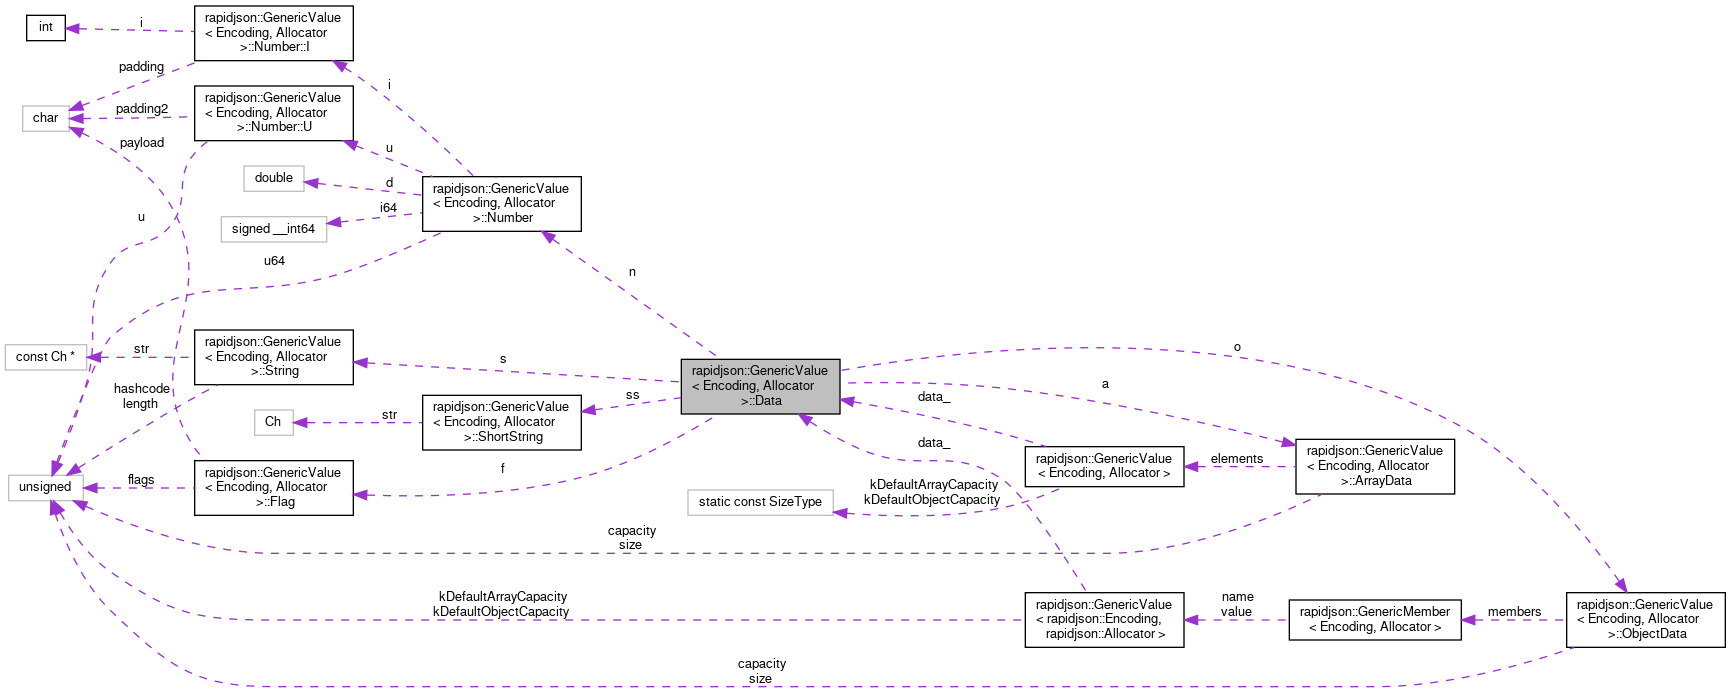 int
i
rapidjson::GenericValue
< Encoding, Allocator
>::Number::I
padding
i
char
padding2
payload
rapidjson::GenericValue
< Encoding, Allocator
>::Number::U
u
double
d
rapidjson::GenericValue
< Encoding, Allocator
>::Number
signed __int64
i64
u
u64
n
const Ch *
str
rapidjson::GenericValue
< Encoding, Allocator
>::String
s
rapidjson::GenericValue
< Encoding, Allocator
>::Data
o
a
hashcode
length
Ch
str
rapidjson::GenericValue
< Encoding, Allocator
>::ShortString
ss
data_
data_
unsigned
flags
rapidjson::GenericValue
< Encoding, Allocator
>::Flag
f
rapidjson::GenericValue
< Encoding, Allocator >
elements
rapidjson::GenericValue
< Encoding, Allocator
>::ArrayData
static const SizeType
kDefaultArrayCapacity
kDefaultObjectCapacity
capacity
size
kDefaultArrayCapacity
kDefaultObjectCapacity
rapidjson::GenericValue
< rapidjson::Encoding,
rapidjson::Allocator >
name
value
rapidjson::GenericMember
< Encoding, Allocator >
members
rapidjson::GenericValue
< Encoding, Allocator
>::ObjectData
capacity
size